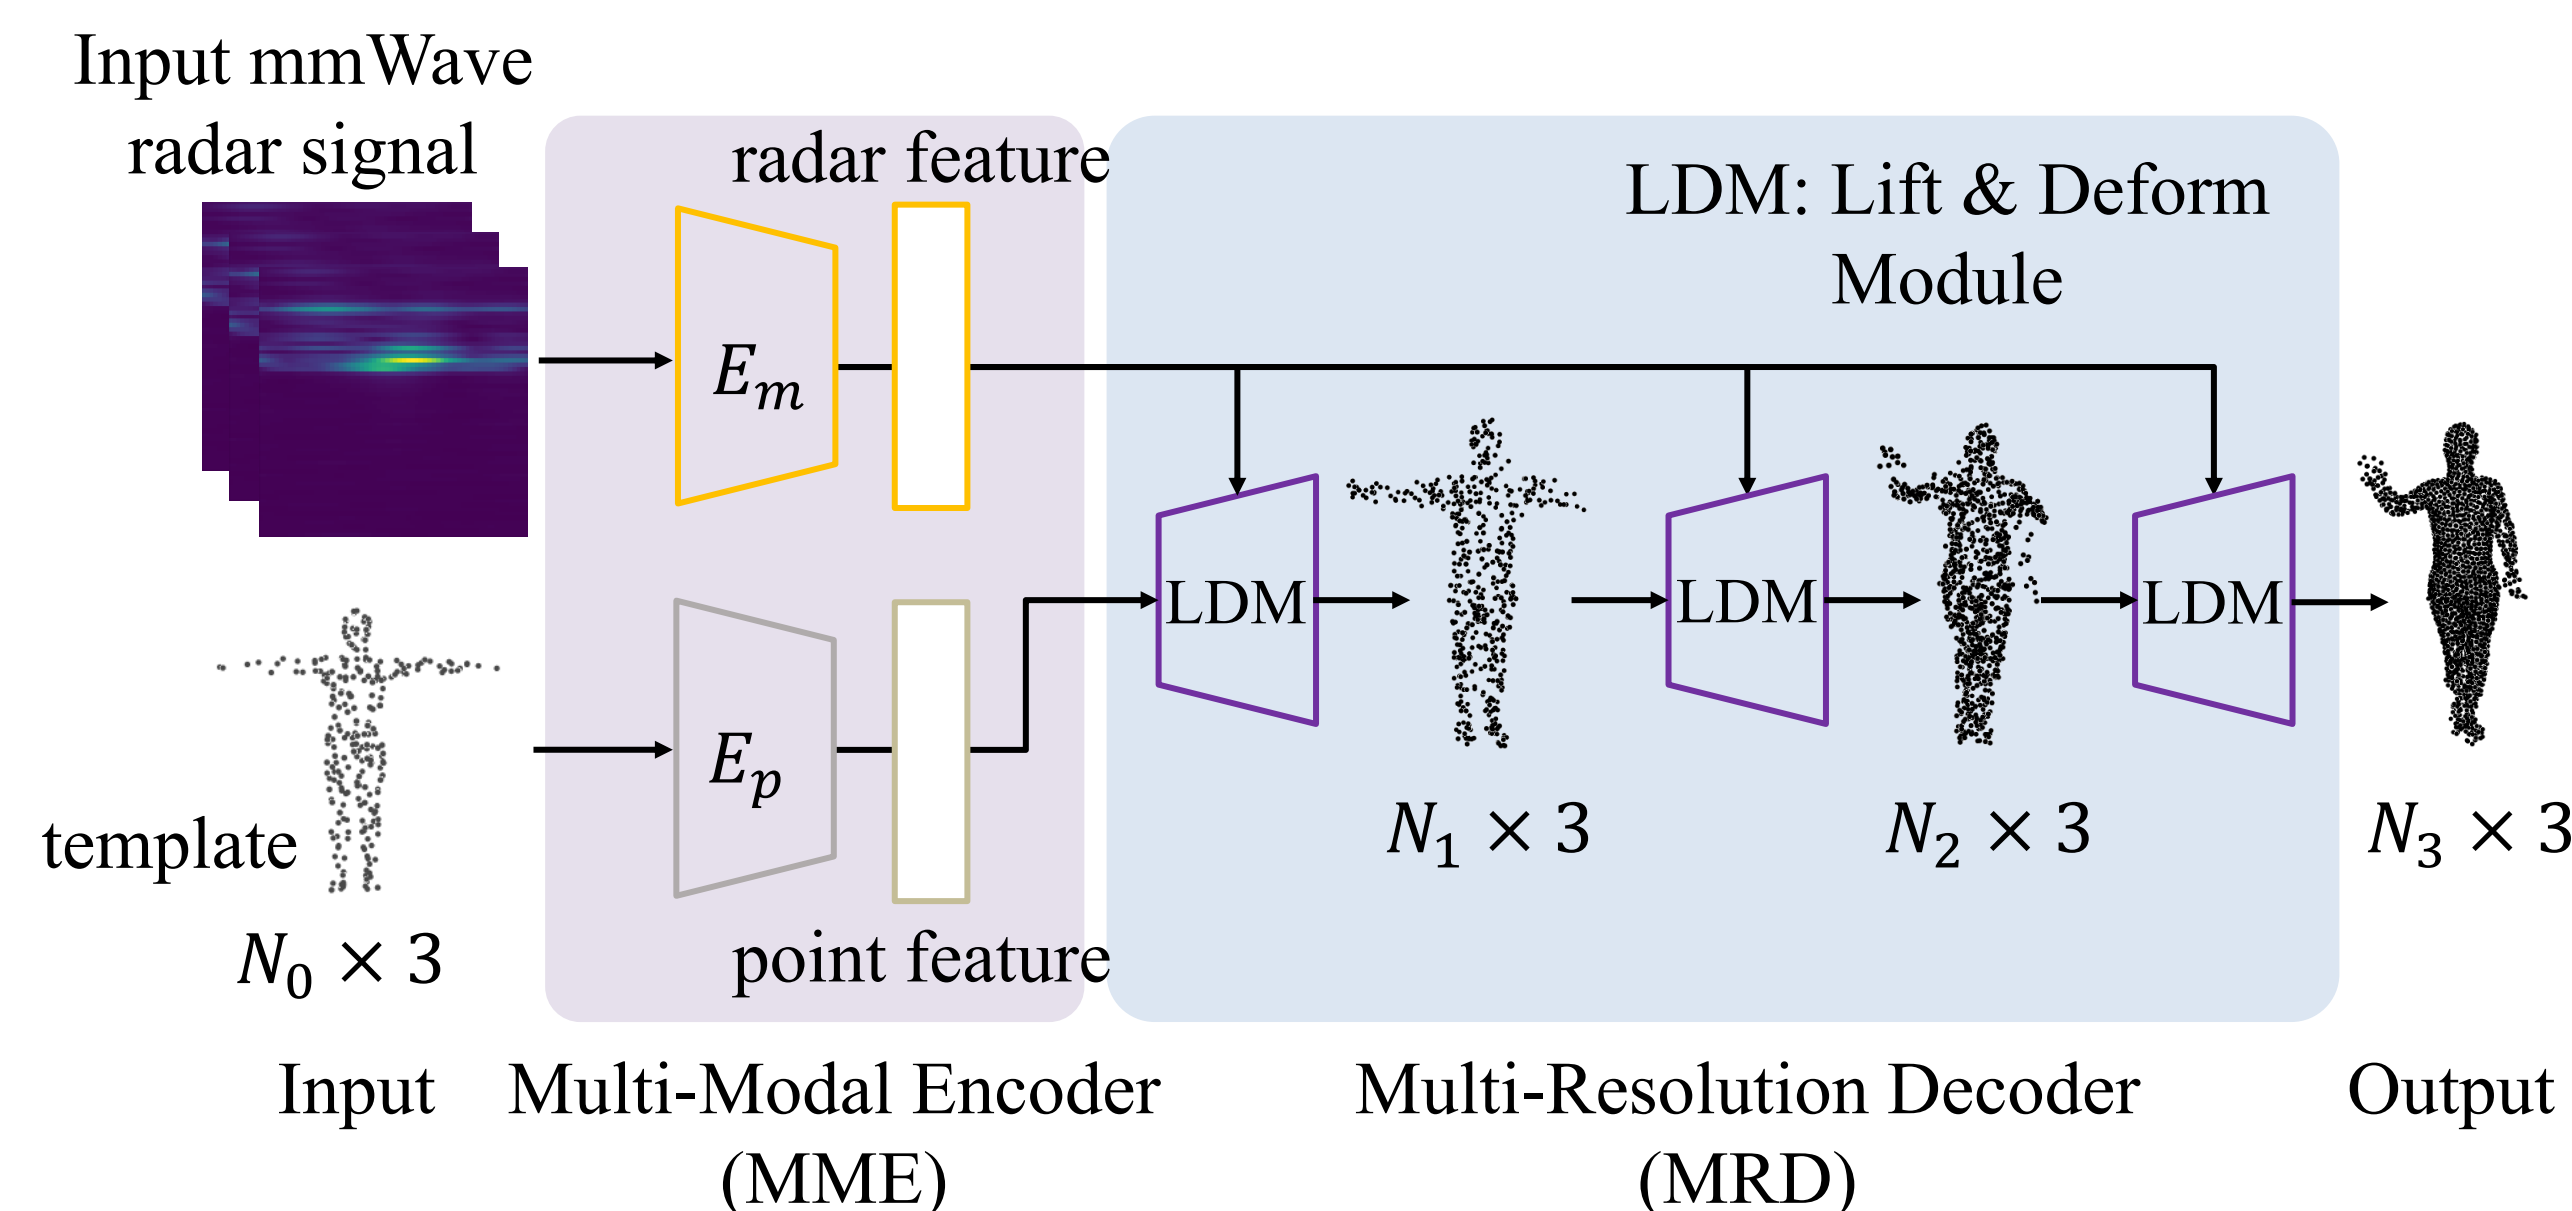 Input mmWave
radar signal
radar feature
LDM: Lift & Deform
Module
E_m
LDM
LDM
LDM
E_p
template
N_0 × 3
point feature
N_1 × 3
N_2 × 3
N_3 × 3
Input
Multi-Modal Encoder
(MME)
Multi-Resolution Decoder
(MRD)
Output